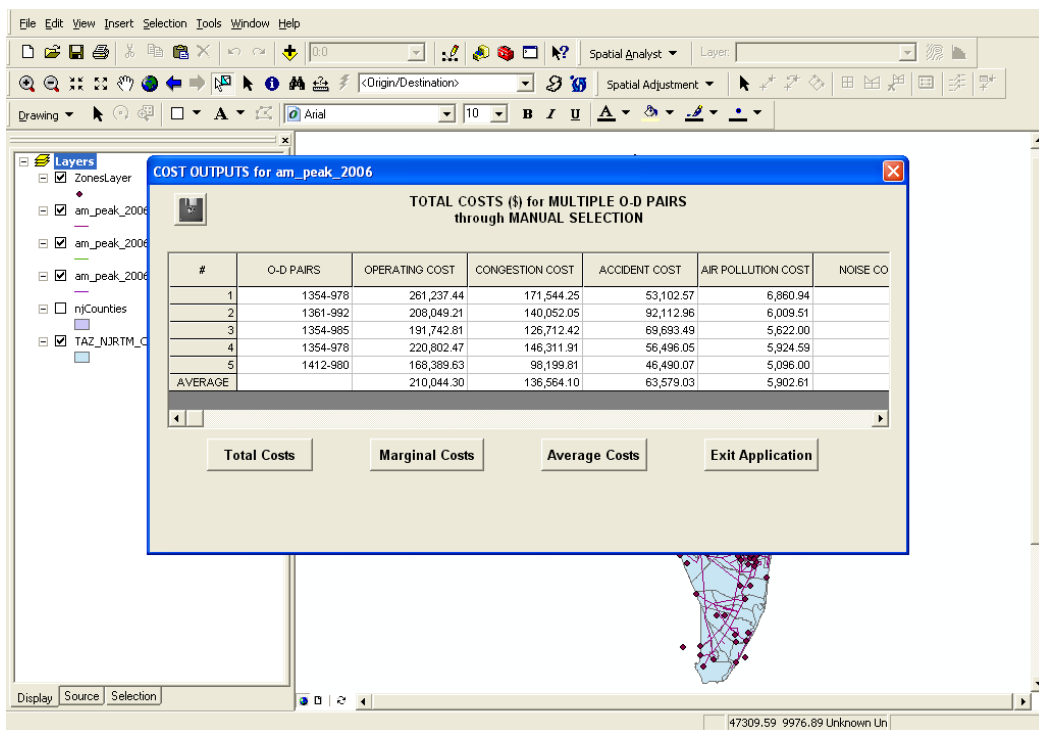 File Edit View Insert Selection Tools Window Help
0:0 Spatial Analyst Layer:
<Origin/Destination> Spatial Adjustment
Drawing A Arial 10 B I U A
Layers
ZonesLayer
am_peak_2006
am_peak_2006
am_peak_2006
njCounties
TAZ_NJRTM_C
COST OUTPUTS for am_peak_2006
TOTAL COSTS ($) for MULTIPLE O-D PAIRS
through MANUAL SELECTION
# O-D PAIRS OPERATING COST CONGESTION COST ACCIDENT COST AIR POLLUTION COST NOISE CO
1 1354-978 261,237.44 171,544.25 53,102.57 6,860.94
2 1361-992 208,049.21 140,052.05 92,112.96 6,009.51
3 1354-985 191,742.81 126,712.42 69,693.49 5,622.00
4 1354-978 220,802.47 146,311.91 56,496.05 5,924.59
5 1412-980 168,389.63 98,199.81 46,490.07 5,096.00
AVERAGE 210,044.30 136,564.10 63,579.03 5,902.61
Total Costs Marginal Costs Average Costs Exit Application
Display Source Selection
47309.59 9976.89 Unknown Un